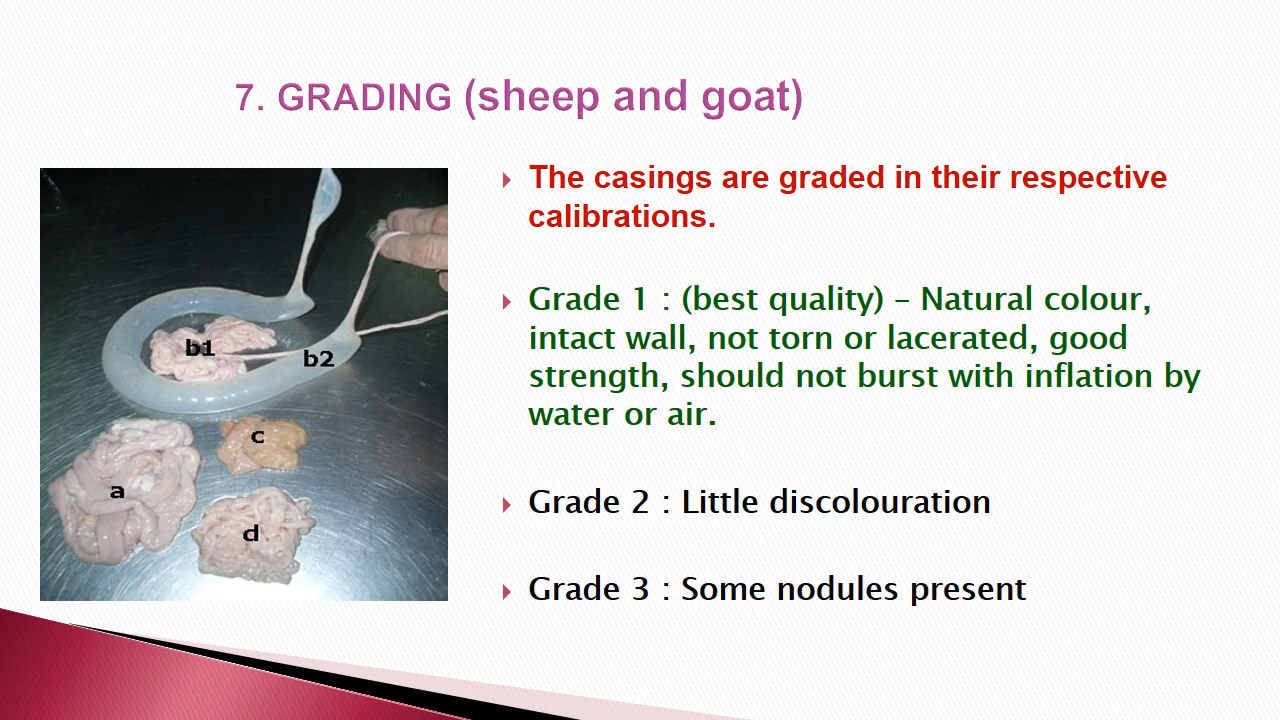 7. GRADING (sheep and goat)
The casings are graded in their respective
calibrations.
Grade 1 : (best quality) – Natural colour,
intact wall, not torn or lacerated, good
strength, should not burst with inflation by
water or air.
Grade 2 : Little discolouration
Grade 3 : Some nodules present
b1
b2
c
a
d